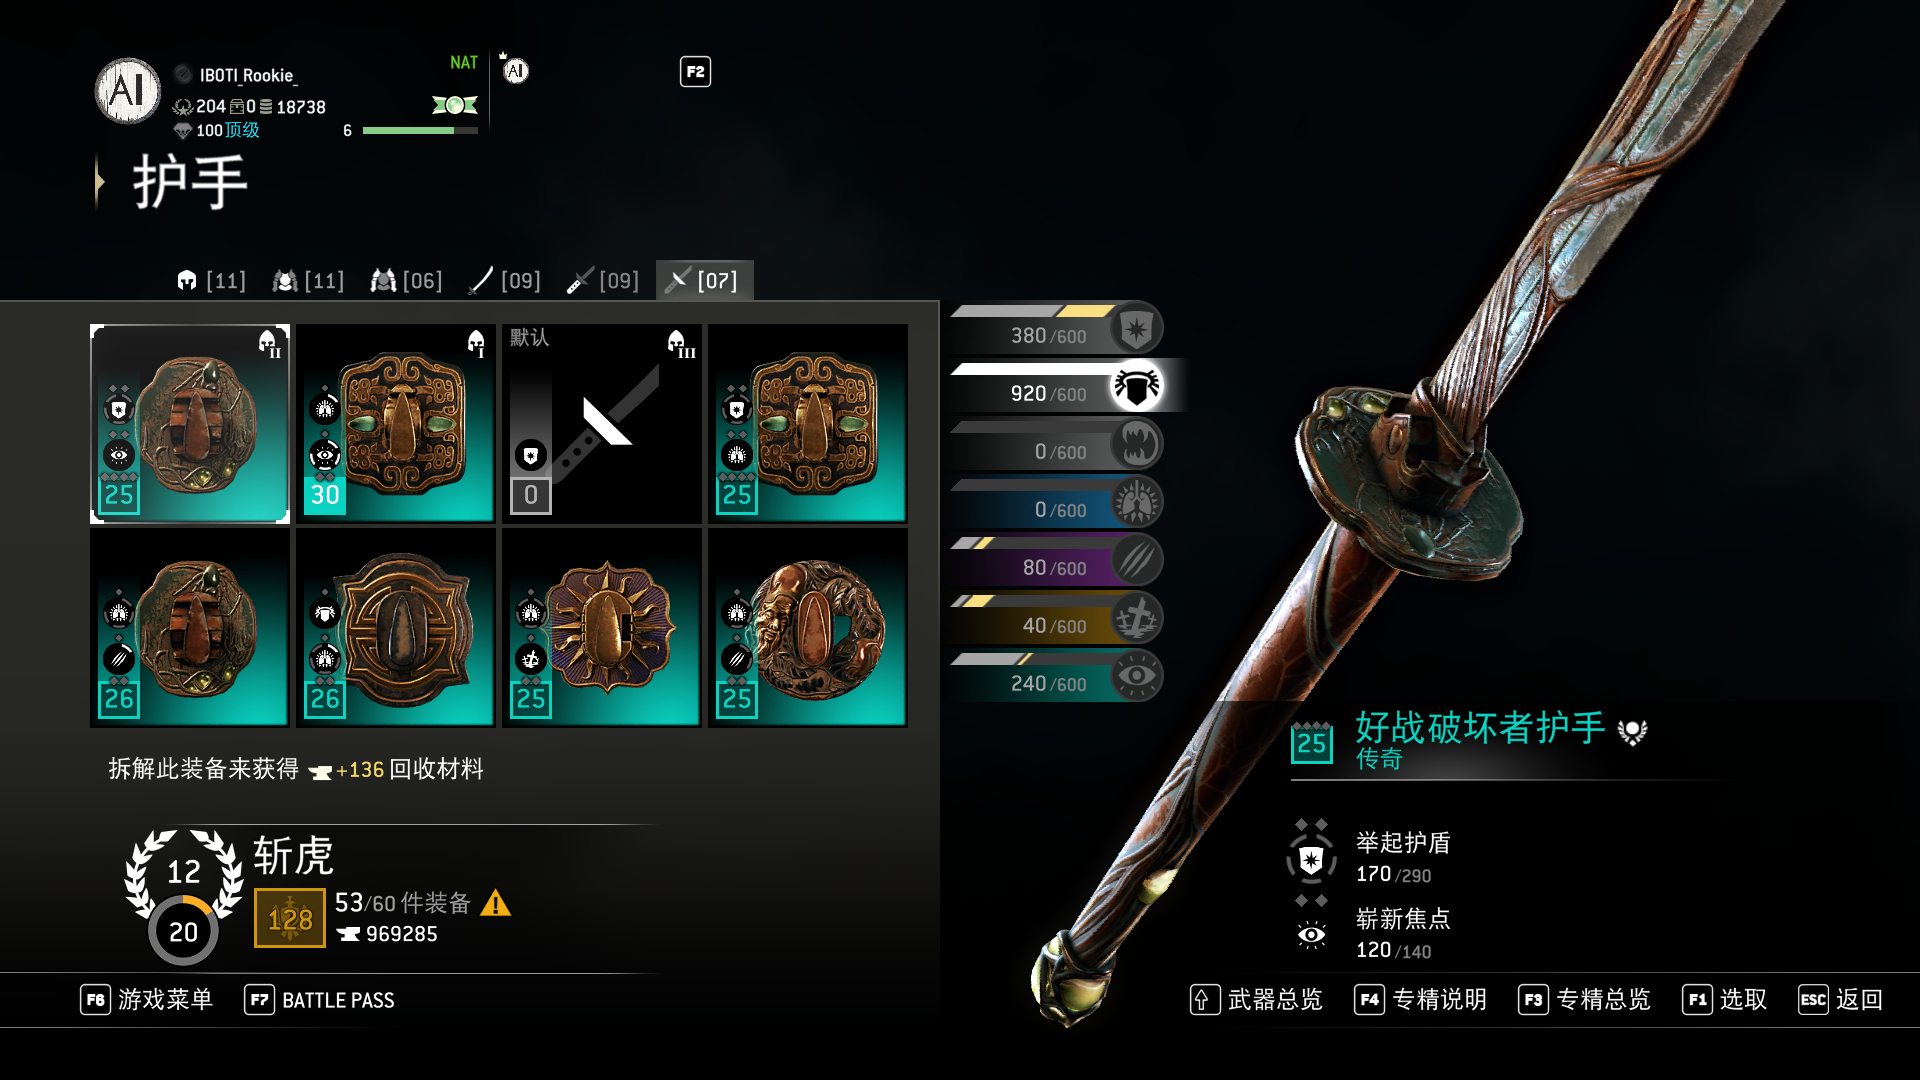 AI
IBOTI_Rookie_
NAT
AI
F2
204 0 18738
100顶级
6
护手
[11] [11] [06] [09] [09] [07]
II
25
I
30
默认
III
0
25
26
26
25
25
380/600
920/600
0/600
0/600
80/600
40/600
240/600
拆解此装备来获得 +136 回收材料
12
20
斩虎
128
53/60 件装备
969285
25
好战破坏者护手
传奇
举起护盾
170/290
崭新焦点
120/140
F6 游戏菜单 F7 BATTLE PASS
武器总览 F4 专精说明 F3 专精总览 F1 选取 ESC 返回